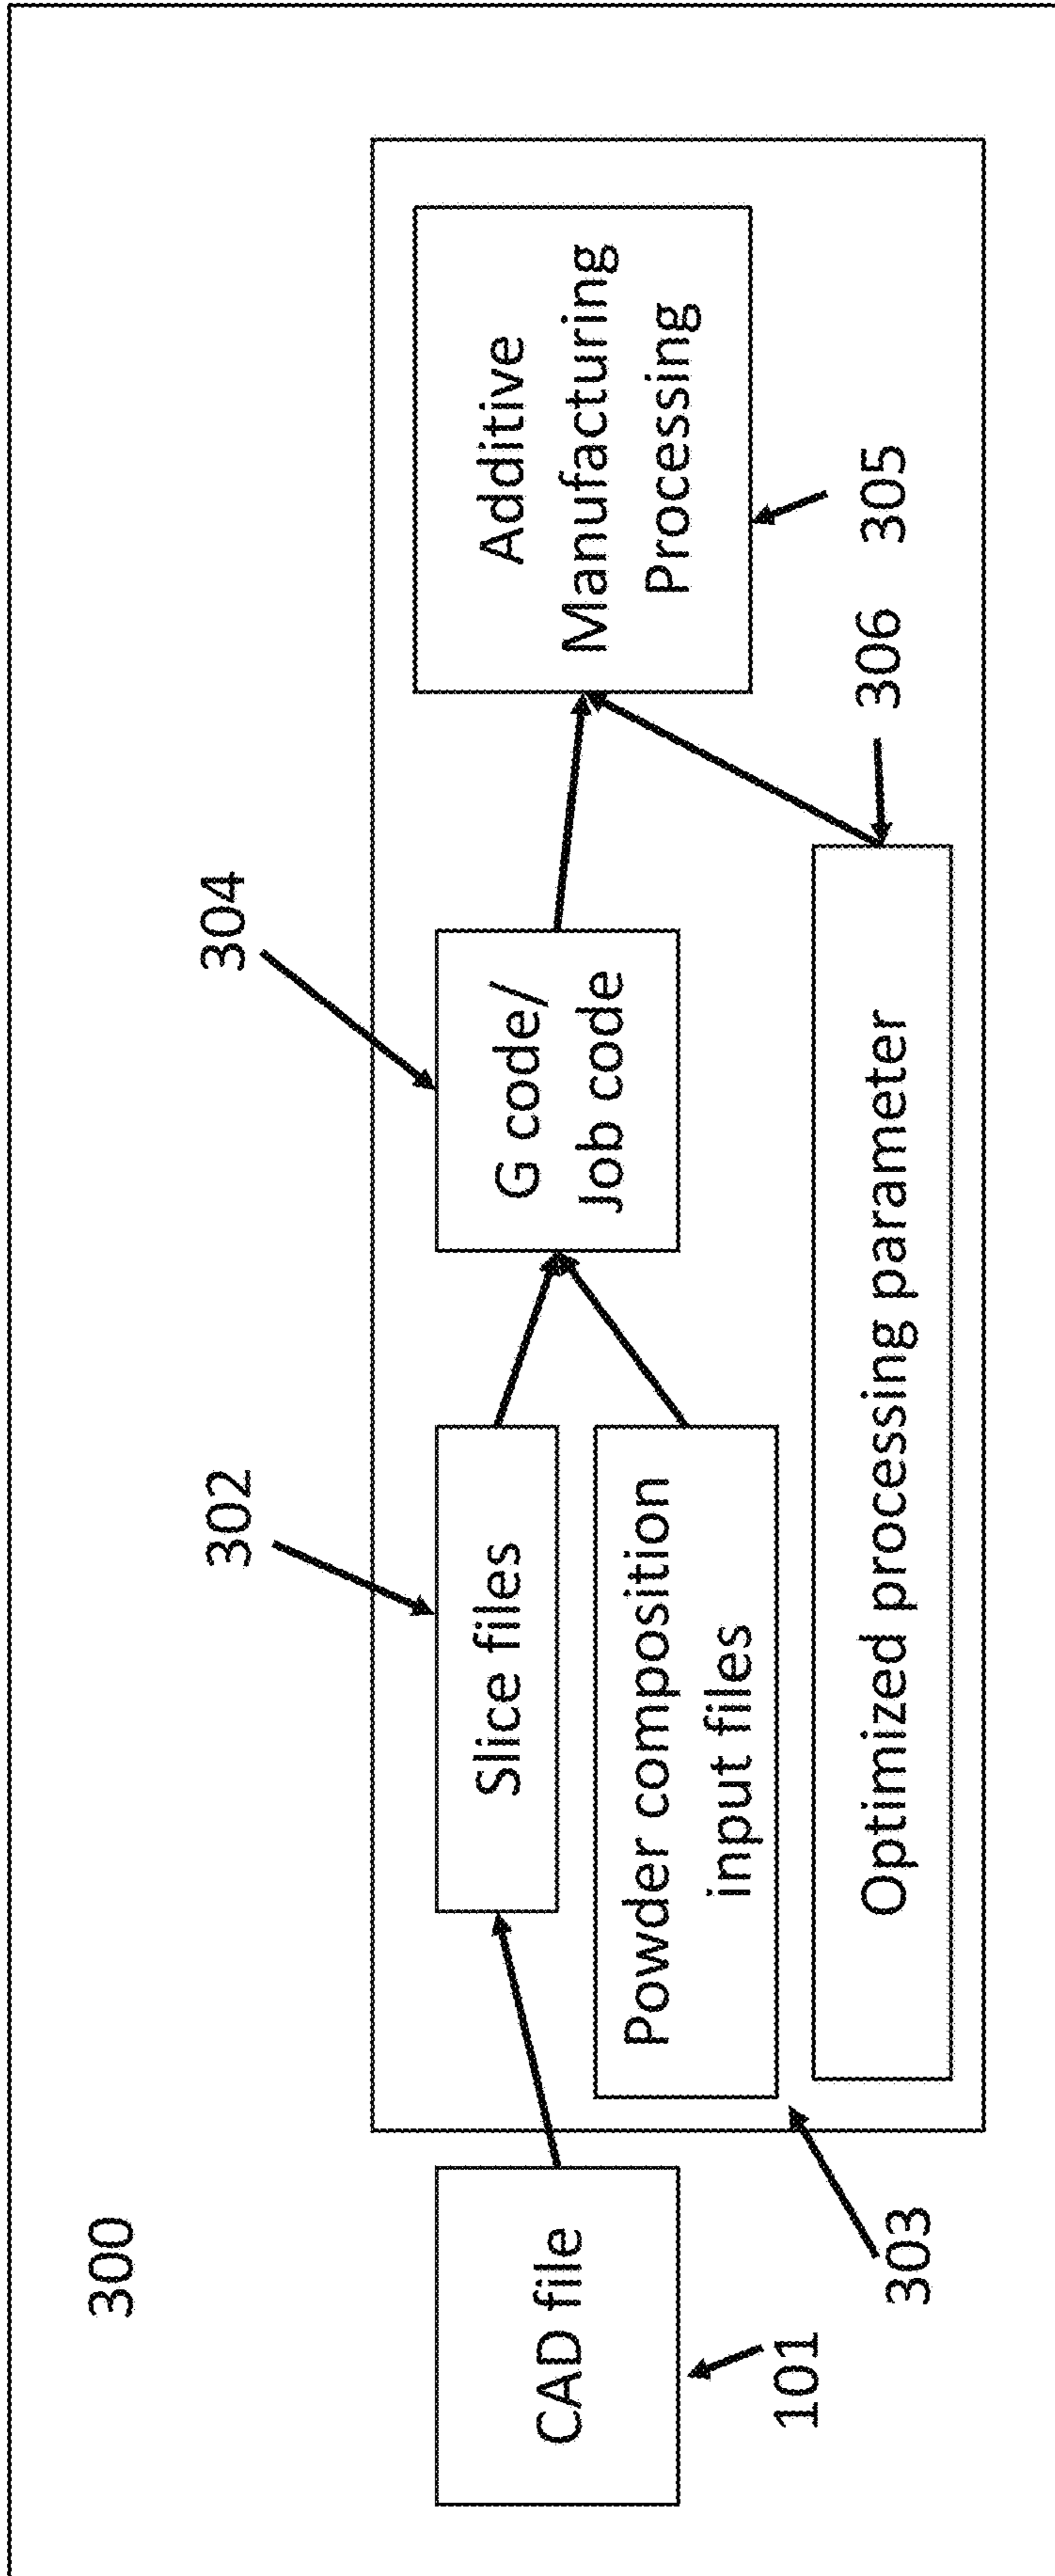 300
304
302
Additive
Manufacturing
Processing
G code/
Job code
Slice files
CAD file
Powder composition
input files
Optimized processing parameter
306
305
303
101